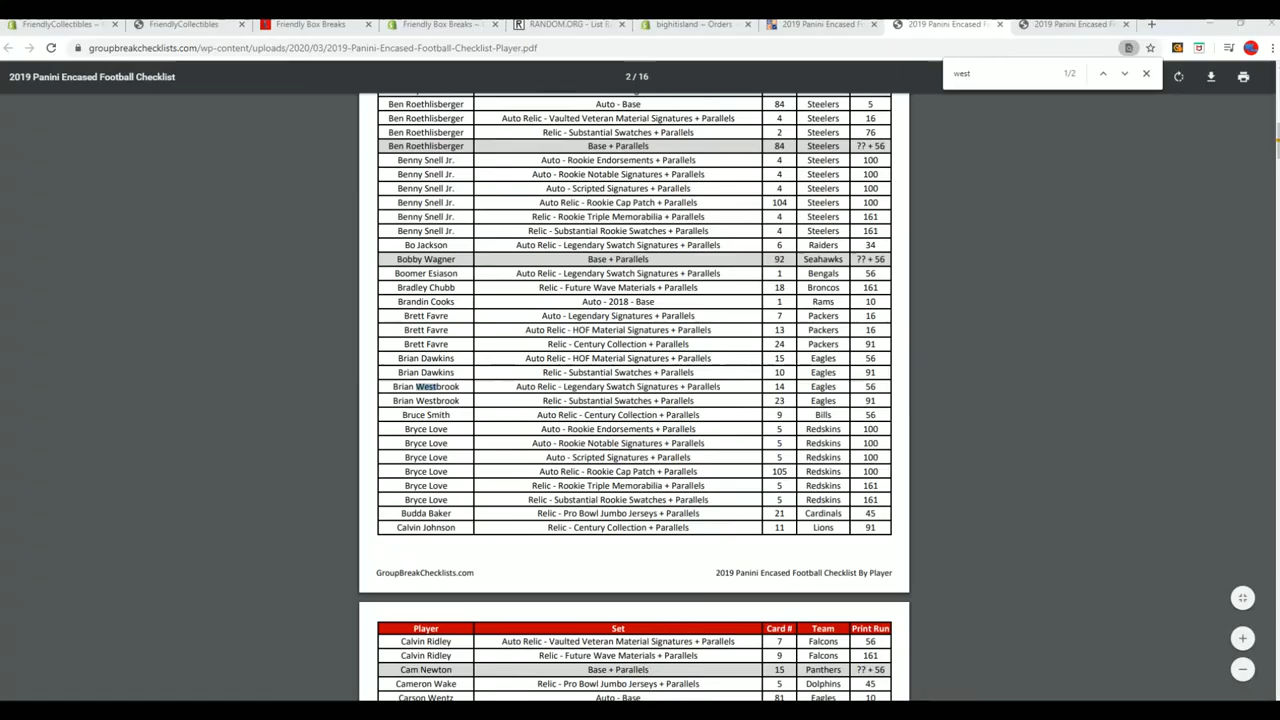 FriendlyCollectibles —
FriendlyCollectibles
Friendly Box Breaks
Friendly Box Breaks —
RANDOM.ORG - List R
bighitisland ~ Orders
2019 Panini Encased F
2019 Panini Encased F
2019 Panini Encased F
groupbreakchecklists.com/wp-content/uploads/2020/03/2019-Panini-Encased-Football-Checklist-Player.pdf
2019 Panini Encased Football Checklist
2 / 16
west 1/2
Ben Roethlisberger Auto - Base 84 Steelers 5
Ben Roethlisberger Auto Relic - Vaulted Veteran Material Signatures + Parallels 4 Steelers 16
Ben Roethlisberger Relic - Substantial Swatches + Parallels 2 Steelers 76
Ben Roethlisberger Base + Parallels 84 Steelers ?? + 56
Benny Snell Jr. Auto - Rookie Endorsements + Parallels 4 Steelers 100
Benny Snell Jr. Auto - Rookie Notable Signatures + Parallels 4 Steelers 100
Benny Snell Jr. Auto - Scripted Signatures + Parallels 4 Steelers 100
Benny Snell Jr. Auto Relic - Rookie Cap Patch + Parallels 104 Steelers 100
Benny Snell Jr. Relic - Rookie Triple Memorabilia + Parallels 4 Steelers 161
Benny Snell Jr. Relic - Substantial Rookie Swatches + Parallels 4 Steelers 161
Bo Jackson Auto Relic - Legendary Swatch Signatures + Parallels 6 Raiders 34
Bobby Wagner Base + Parallels 92 Seahawks ?? + 56
Boomer Esiason Auto Relic - Legendary Swatch Signatures + Parallels 1 Bengals 56
Bradley Chubb Relic - Future Wave Materials + Parallels 18 Broncos 161
Brandin Cooks Auto - 2018 - Base 1 Rams 10
Brett Favre Auto - Legendary Signatures + Parallels 7 Packers 16
Brett Favre Auto Relic - HOF Material Signatures + Parallels 13 Packers 16
Brett Favre Relic - Century Collection + Parallels 24 Packers 91
Brian Dawkins Auto Relic - HOF Material Signatures + Parallels 15 Eagles 56
Brian Dawkins Relic - Substantial Swatches + Parallels 10 Eagles 91
Brian Westbrook Auto Relic - Legendary Swatch Signatures + Parallels 14 Eagles 56
Brian Westbrook Relic - Substantial Swatches + Parallels 23 Eagles 91
Bruce Smith Auto Relic - Century Collection + Parallels 9 Bills 56
Bryce Love Auto - Rookie Endorsements + Parallels 5 Redskins 100
Bryce Love Auto - Rookie Notable Signatures + Parallels 5 Redskins 100
Bryce Love Auto - Scripted Signatures + Parallels 5 Redskins 100
Bryce Love Auto Relic - Rookie Cap Patch + Parallels 105 Redskins 100
Bryce Love Relic - Rookie Triple Memorabilia + Parallels 5 Redskins 161
Bryce Love Relic - Substantial Rookie Swatches + Parallels 5 Redskins 161
Budda Baker Relic - Pro Bowl Jumbo Jerseys + Parallels 21 Cardinals 45
Calvin Johnson Relic - Century Collection + Parallels 11 Lions 91
GroupBreakChecklists.com
2019 Panini Encased Football Checklist By Player
Player Set Card # Team Print Run
Calvin Ridley Auto Relic - Vaulted Veteran Material Signatures + Parallels 7 Falcons 56
Calvin Ridley Relic - Future Wave Materials + Parallels 9 Falcons 161
Cam Newton Base + Parallels 15 Panthers ?? + 56
Cameron Wake Relic - Pro Bowl Jumbo Jerseys + Parallels 5 Dolphins 45
Carson Wentz Auto - Base 81 Eagles 10